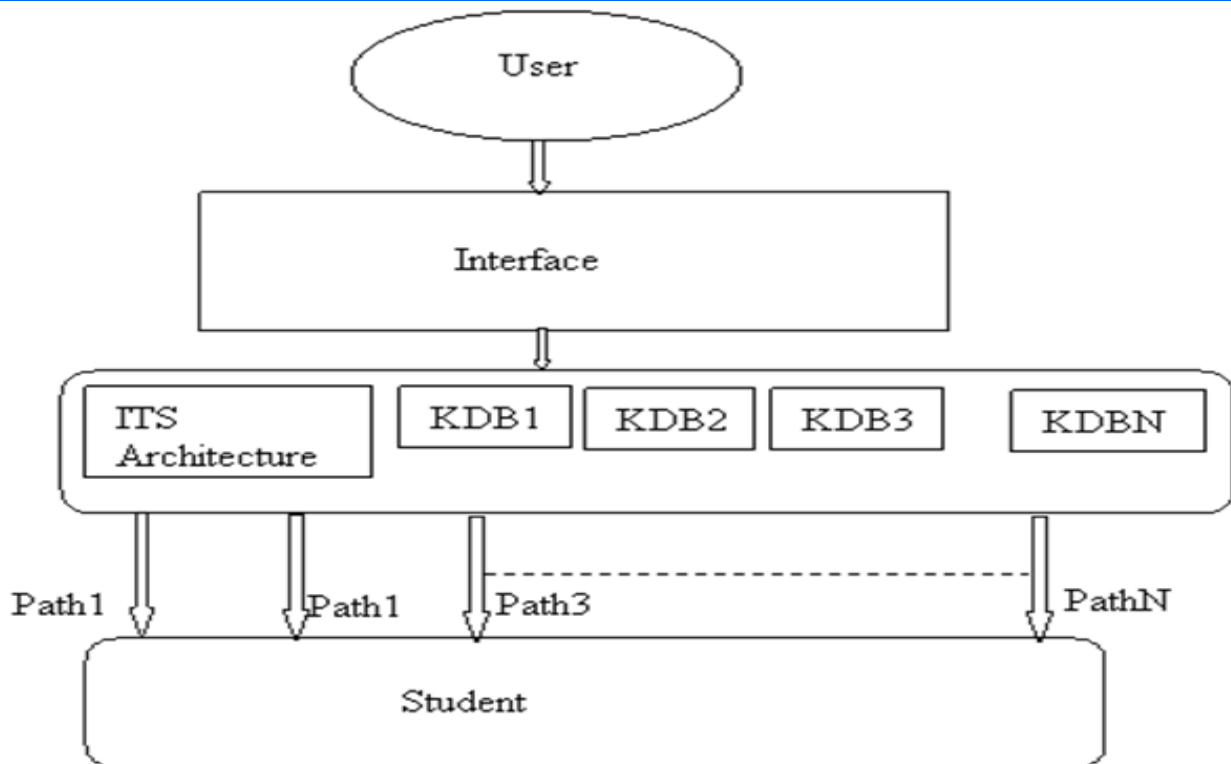 User
Interface
ITS
Architecture
KDB1
KDB2
KDB3
KDBN
Path1
Path1
Path3
PathN
Student